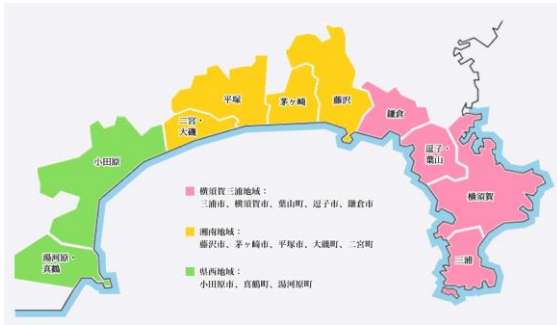 平塚
茅ヶ崎
藤沢
鎌倉
二宮・
大磯
逗子・
葉山
小田原
横須賀
湯河原・
真鶴
三浦
横須賀三浦地域：
三浦市、横須賀市、葉山町、逗子市、鎌倉市
湘南地域：
藤沢市、茅ヶ崎市、平塚市、大磯町、二宮町
県西地域：
小田原市、真鶴町、湯河原町